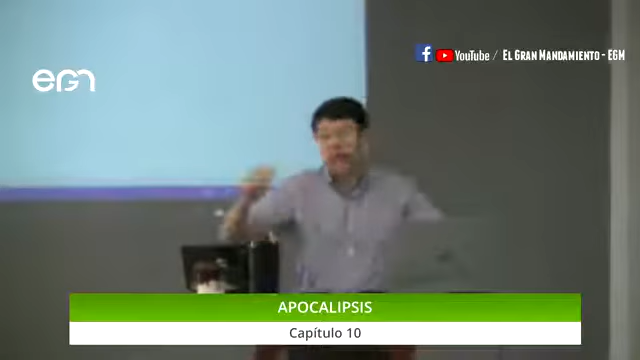 YouTube / El Gran Mandamiento - EGM
EGM
APOCALIPSIS
Capítulo 10